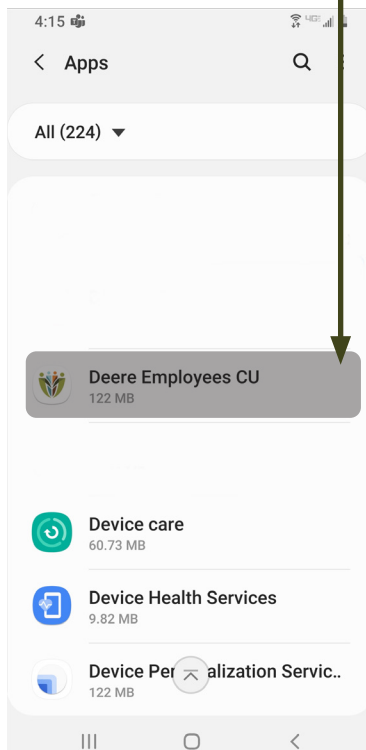 4:15
Apps
All (224)
Deere Employees CU
122 MB
Device care
60.73 MB
Device Health Services
9.82 MB
Device Per alization Servic..
122 MB